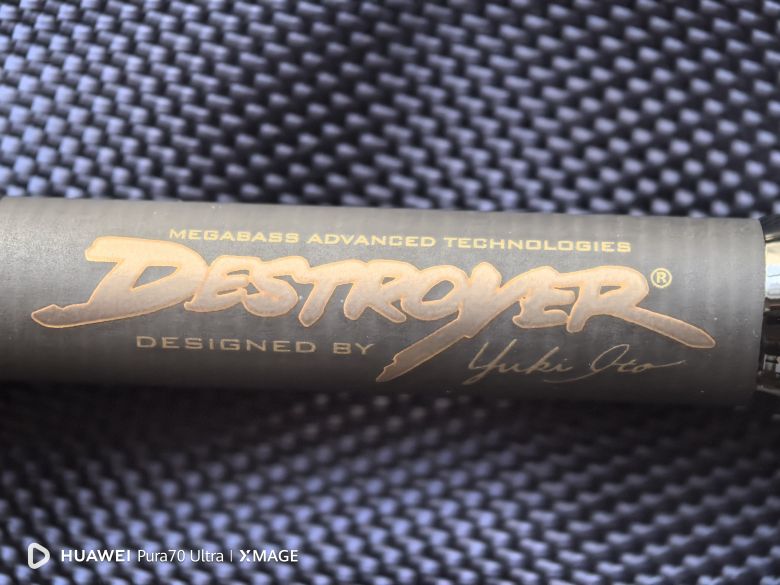 MEGABASS ADVANCED TECHNOLOGIES
DESTROYER®
DESIGNED BY Yuki Ito
HUAWEI Pura70 Ultra | XMAGE